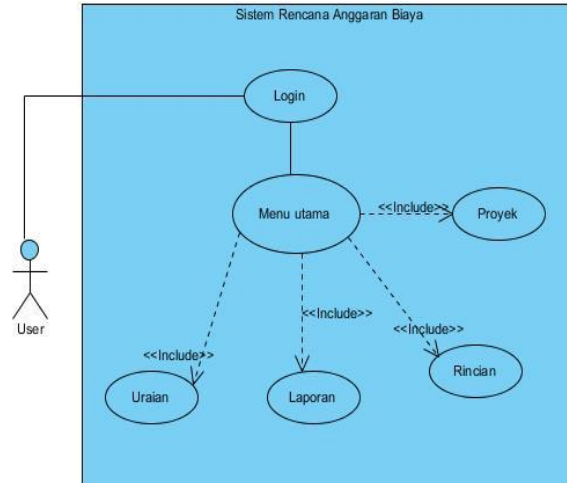 Sistem Rencana Anggaran Biaya
Login
Menu utama
<<Include>>
Proyek
User
<<Include>>
<<Include>>
<<Include>>
Uraian
Laporan
Rincian